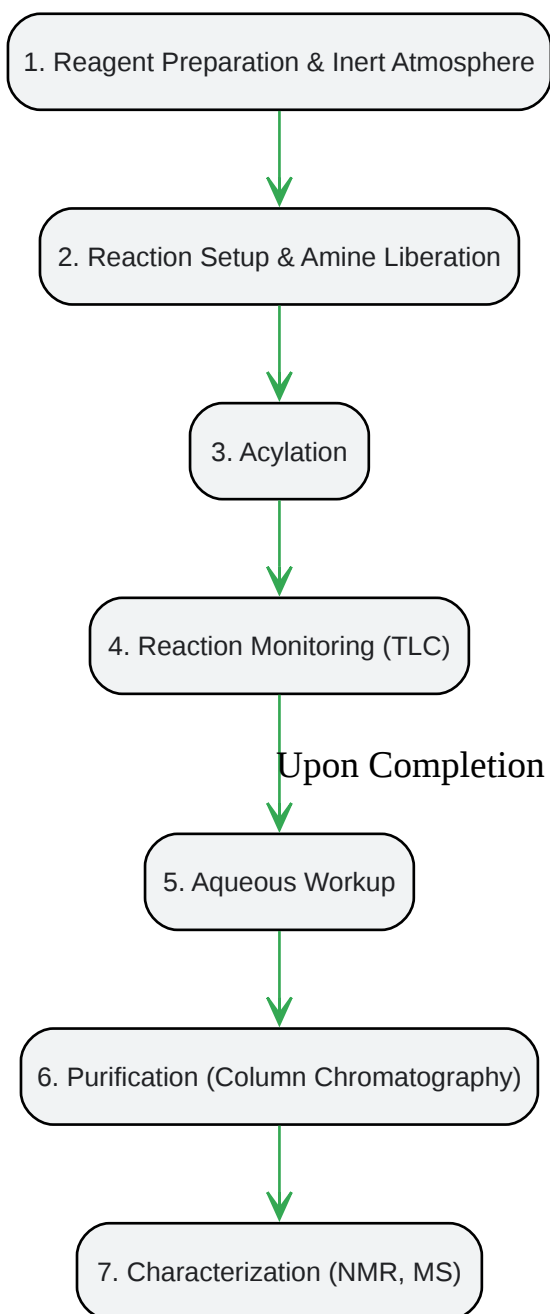 1. Reagent Preparation & Inert Atmosphere
2. Reaction Setup & Amine Liberation
3. Acylation
4. Reaction Monitoring (TLC)
Upon Completion
5. Aqueous Workup
6. Purification (Column Chromatography)
7. Characterization (NMR, MS)